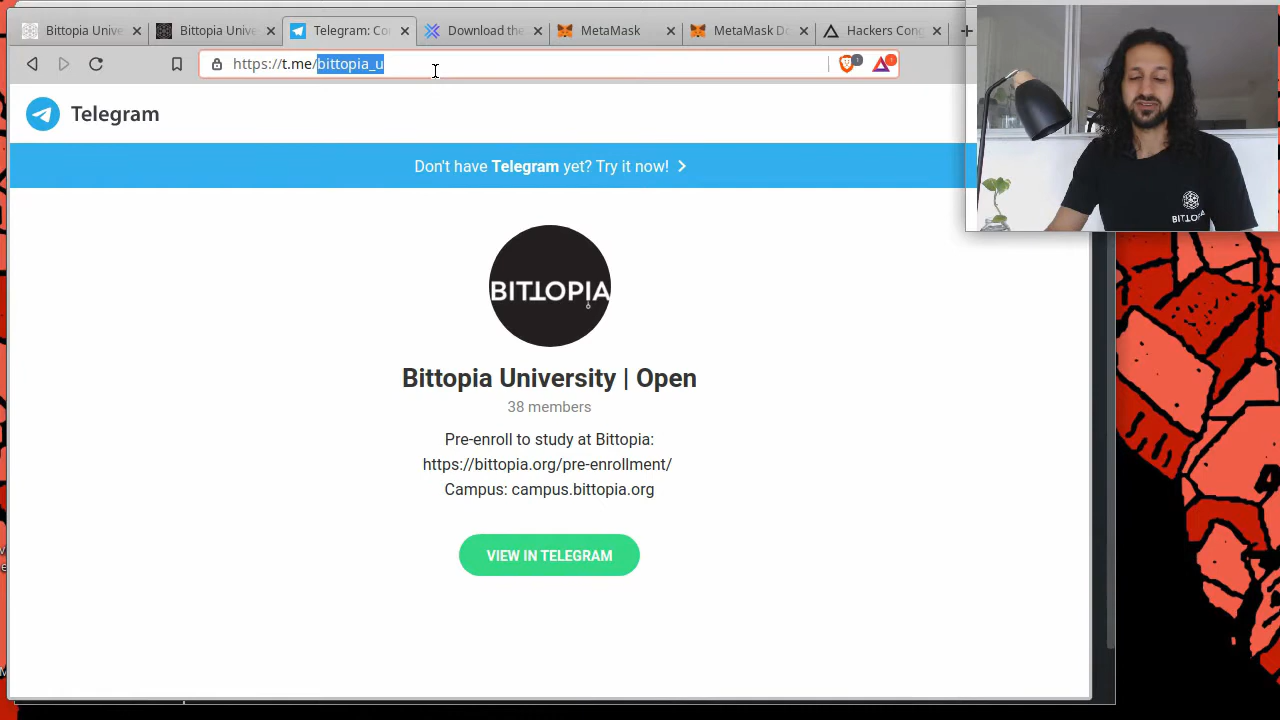 Bittopia Unive
Bittopia Unive
Telegram: Co
Download the
MetaMask
MetaMask Do
Hackers Cong
https://t.me/bittopia_u
Telegram
Don't have Telegram yet? Try it now!
BITTOPIA
Bittopia University | Open
38 members
Pre-enroll to study at Bittopia:
https://bittopia.org/pre-enrollment/
Campus: campus.bittopia.org
VIEW IN TELEGRAM
BITTOPIA